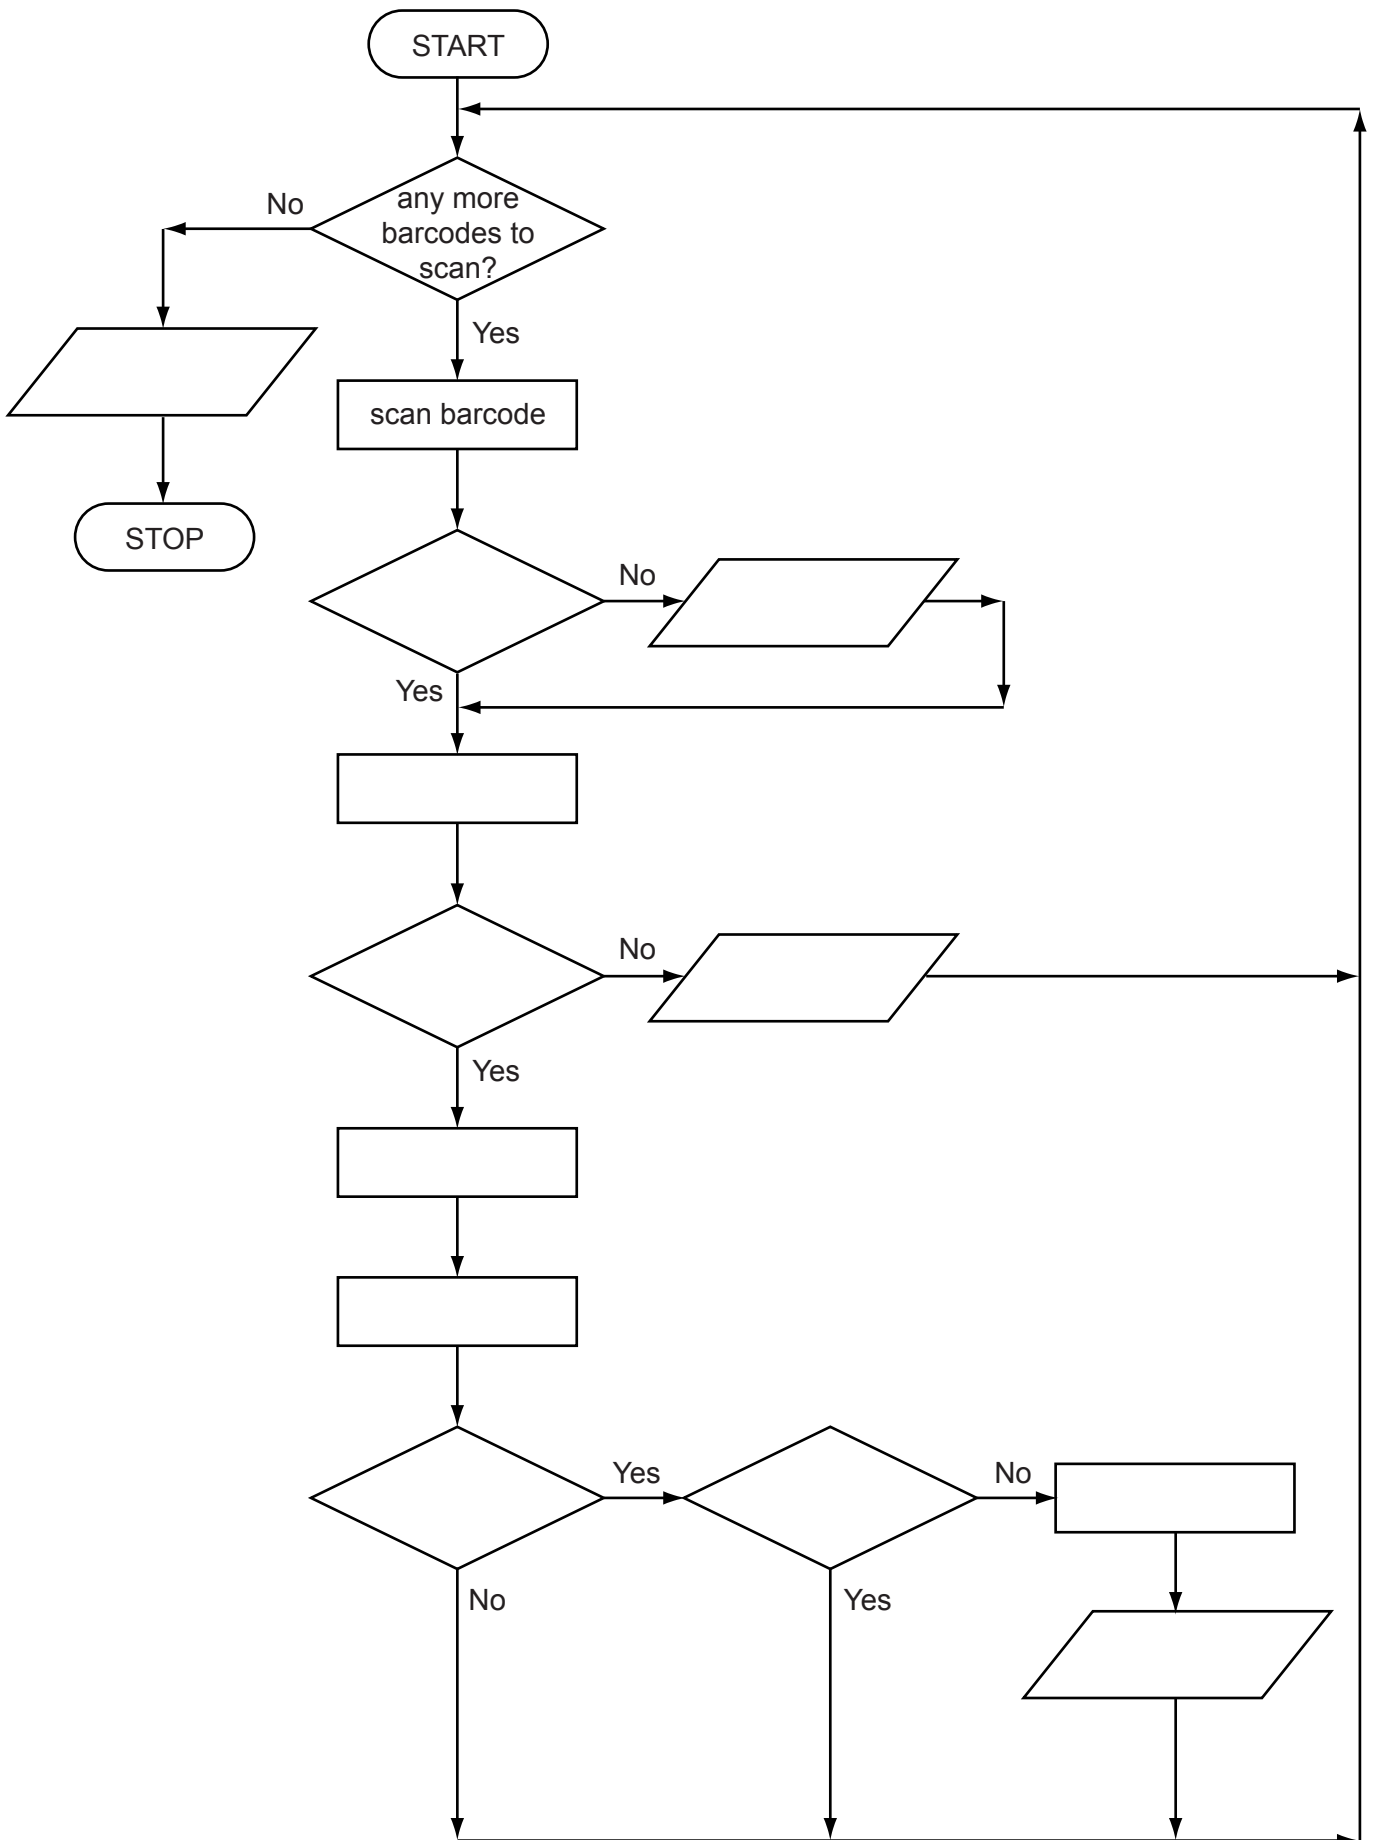 START
No
any more
barcodes to
scan?
Yes
scan barcode
STOP
No
Yes
No
Yes
Yes
No
No
Yes